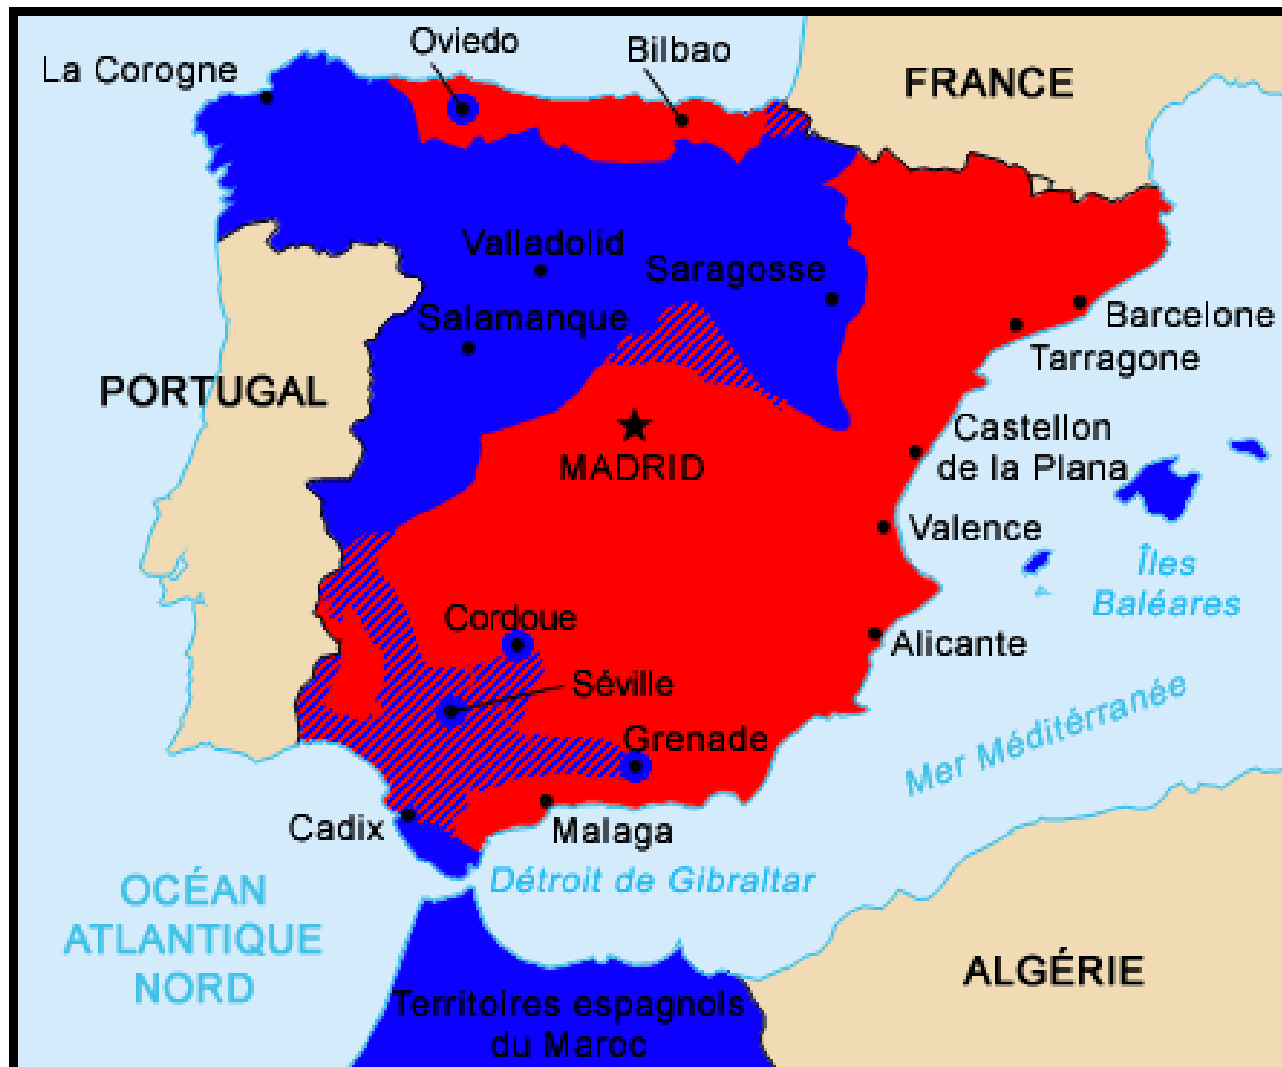 Oviedo
Bilbao
La Corogne
FRANCE
Valladolid
Saragosse
Salamanque
Barcelone
Tarragone
PORTUGAL
Castellon
de la Plana
MADRID
Valence
Îles
Baléares
Cordoue
Alicante
Séville
Grenade
Mer Méditérranée
Cadix
Malaga
Détroit de Gibraltar
OCÉAN
ATLANTIQUE
NORD
ALGÉRIE
Territoires espagnols
du Maroc